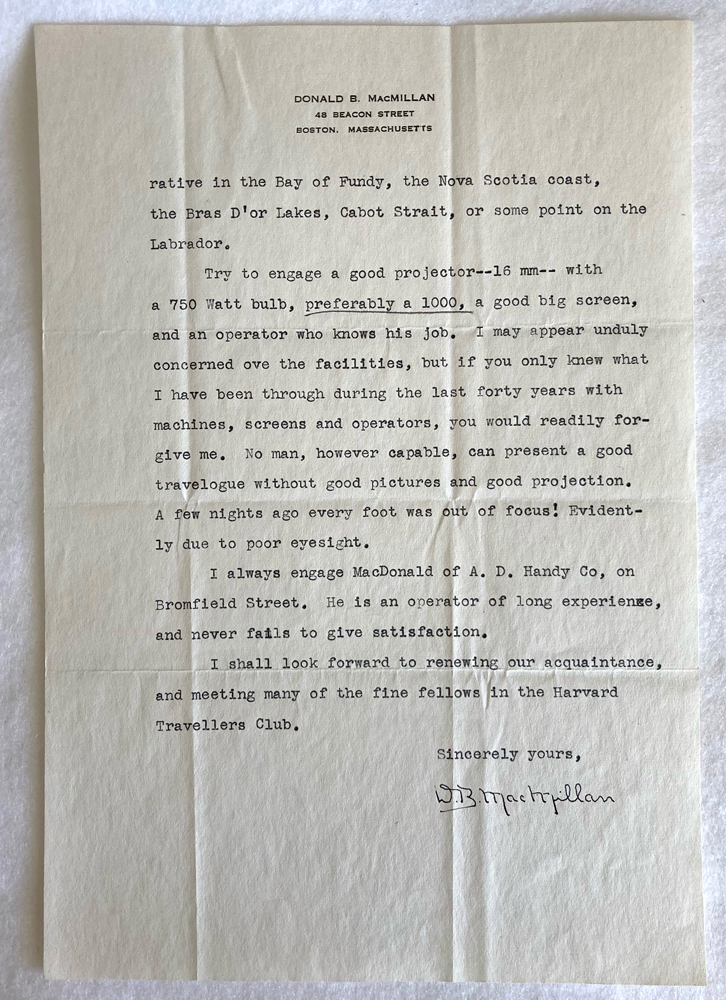 DONALD B. MACMILLAN
48 BEACON STREET
BOSTON, MASSACHUSETTS
rative in the Bay of Fundy, the Nova Scotia coast,
the Bras D'or Lakes, Cabot Strait, or some point on the
Labrador.
Try to engage a good projector--16 mm-- with
a 750 Watt bulb, preferably a 1000, a good big screen,
and an operator who knows his job. I may appear unduly
concerned ove the facilities, but if you only knew what
I have been through during the last forty years with
machines, screens and operators, you would readily for-
give me. No man, however capable, can present a good
travelogue without good pictures and good projection.
A few nights ago every foot was out of focus! Evident-
ly due to poor eyesight.
I always engage MacDonald of A. D. Handy Co, on
Bromfield Street. He is an operator of long experience,
and never fails to give satisfaction.
I shall look forward to renewing our acquaintance,
and meeting many of the fine fellows in the Harvard
Travellers Club.
Sincerely yours,
D.B. MacMillan